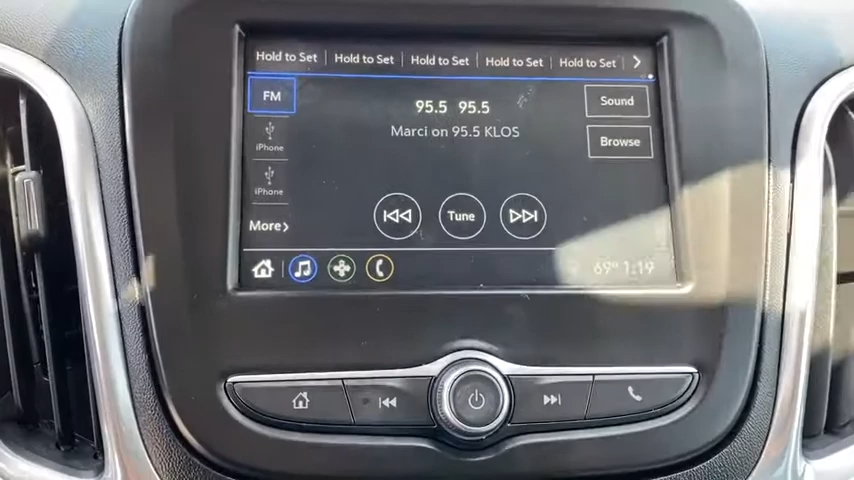 Hold to Set Hold to Set Hold to Set Hold to Set Hold to Set
FM
95.5 95.5
Sound
Marci on 95.5 KLOS
Browse
iPhone
iPhone
Tune
More
69° 1:19